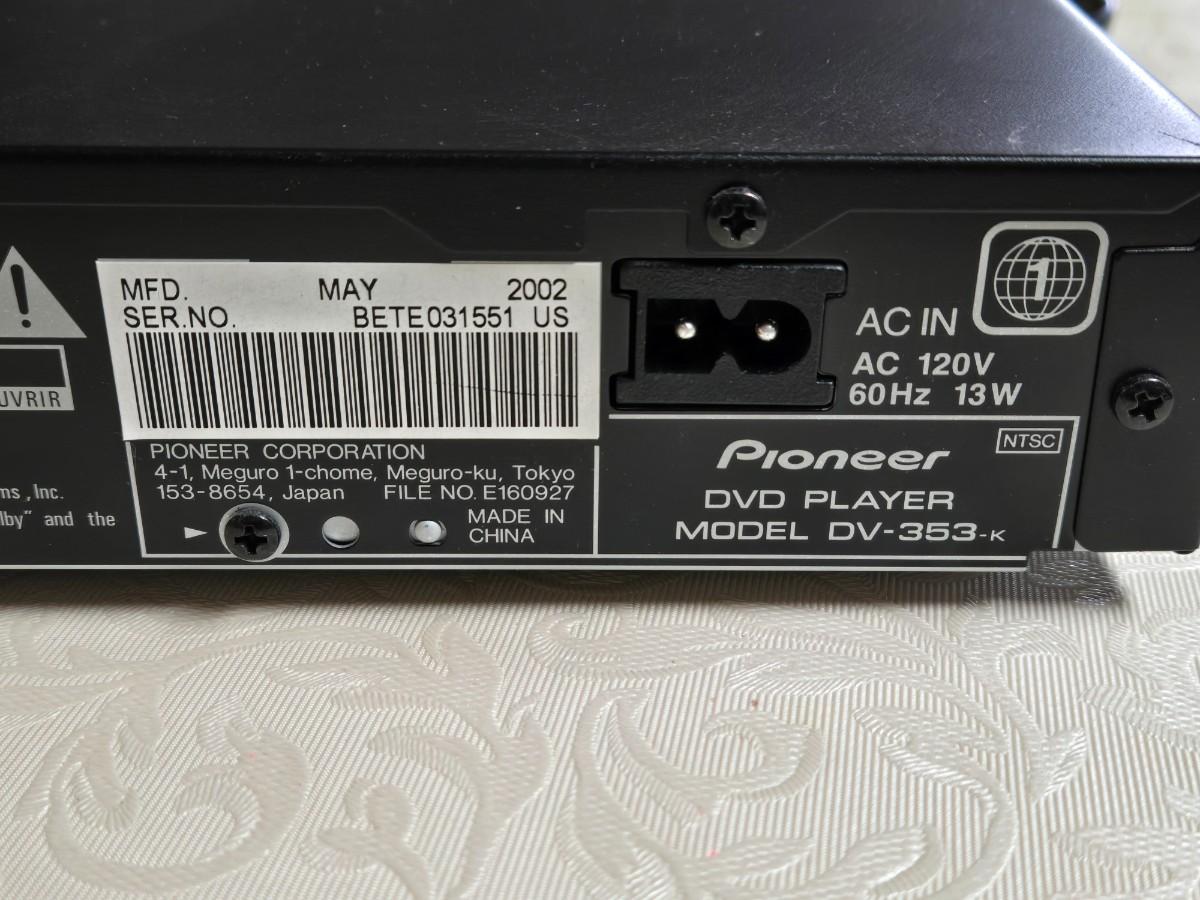 MFD. MAY 2002
SER.NO. BETE031551 US
UVRIR
PIONEER CORPORATION
4-1, Meguro 1-chome, Meguro-ku, Tokyo
153-8654, Japan FILE NO. E160927
MADE IN
CHINA
ms, Inc.
lby" and the
1
AC IN
AC 120V
60Hz 13W
NTSC
Pioneer
DVD PLAYER
MODEL DV-353-K